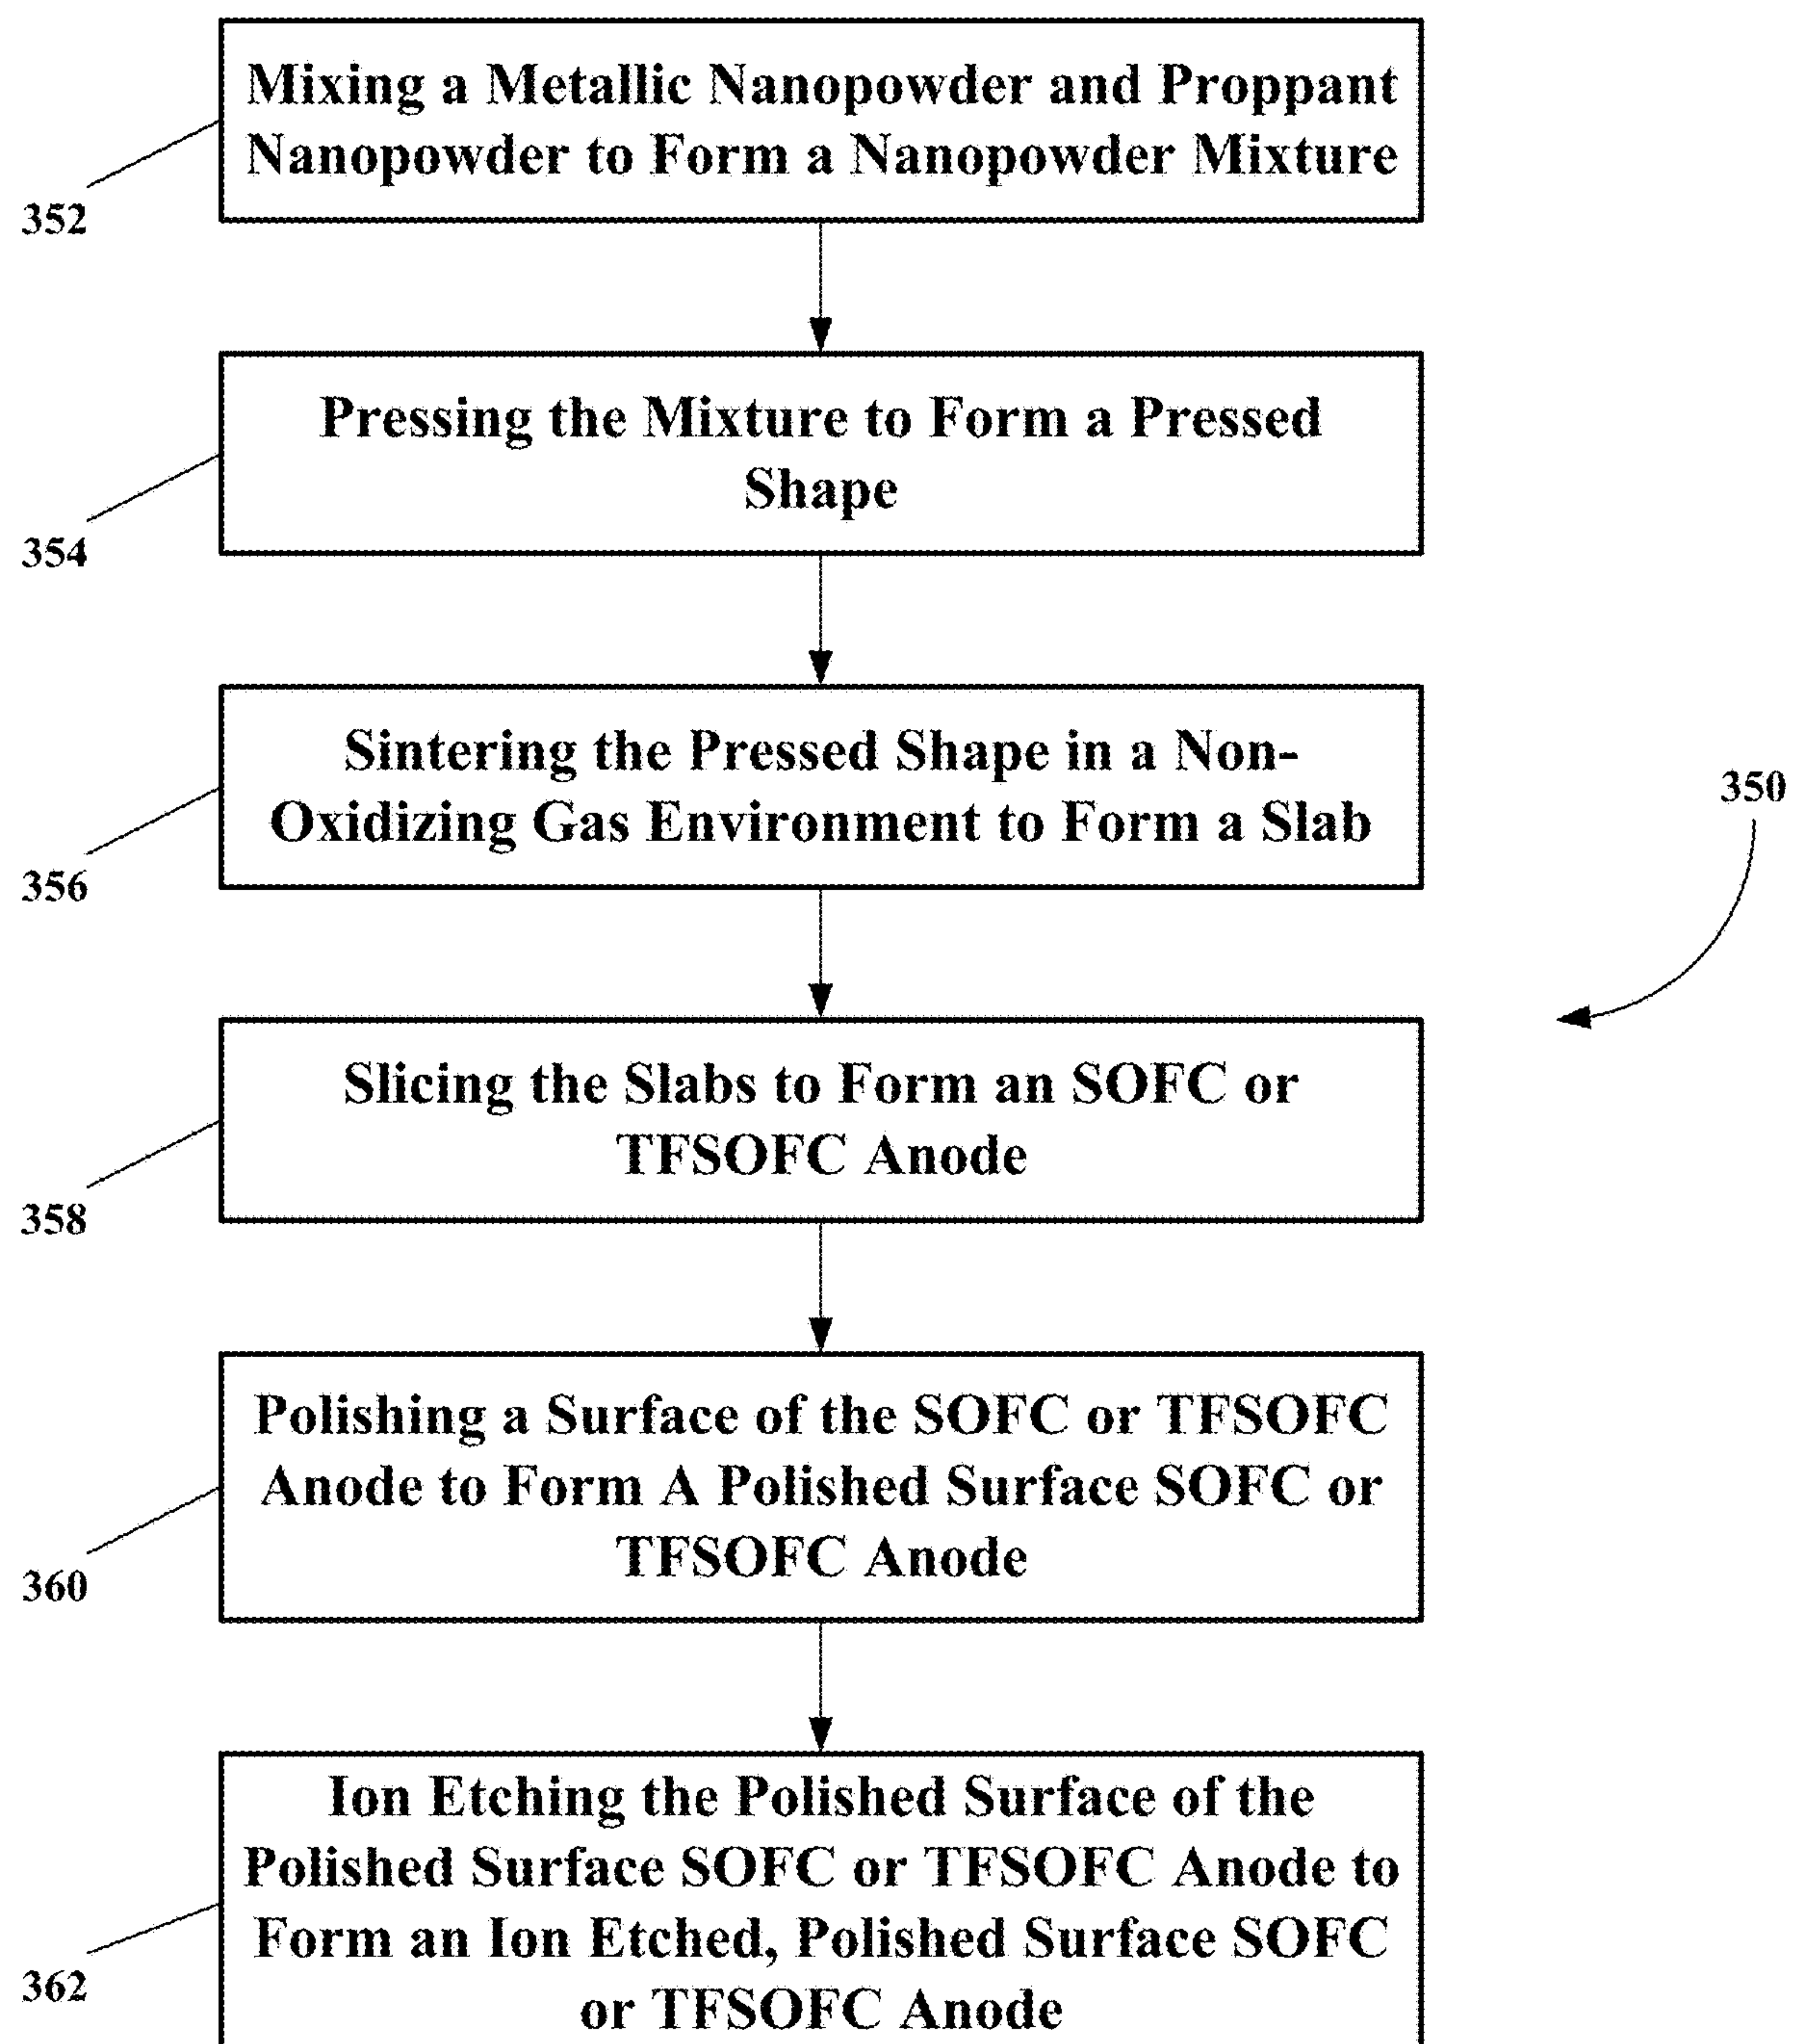 Mixing a Metallic Nanopowder and Proppant
Nanopowder to Form a Nanopowder Mixture
352
Pressing the Mixture to Form a Pressed
Shape
354
Sintering the Pressed Shape in a Non-
Oxidizing Gas Environment to Form a Slab
356
350
Slicing the Slabs to Form an SOFC or
TFSOFC Anode
358
Polishing a Surface of the SOFC or TFSOFC
Anode to Form A Polished Surface SOFC or
TFSOFC Anode
360
Ion Etching the Polished Surface of the
Polished Surface SOFC or TFSOFC Anode to
Form an Ion Etched, Polished Surface SOFC
or TFSOFC Anode
362